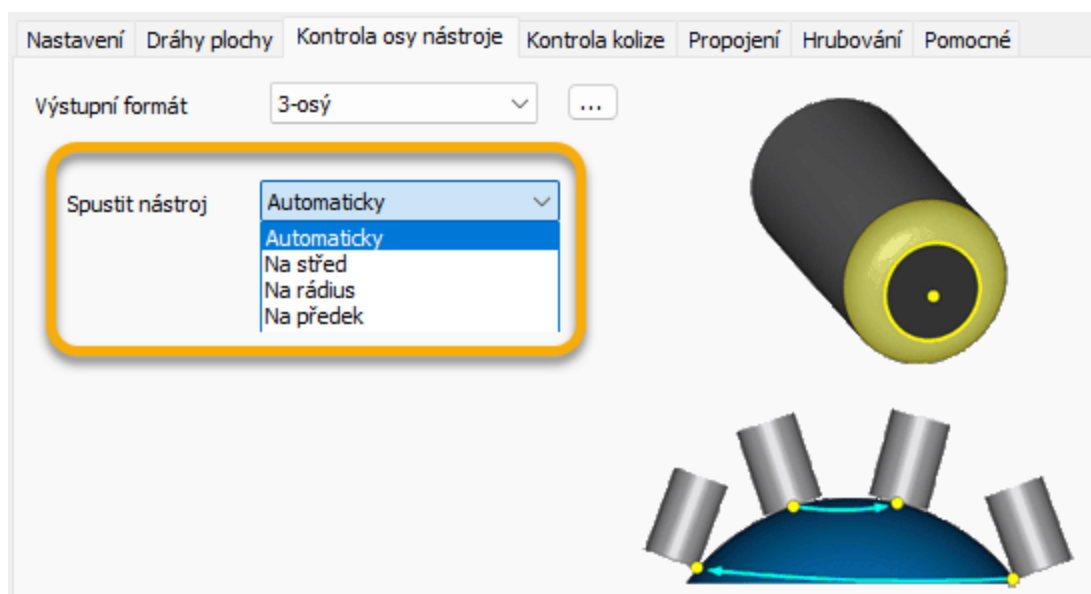 Nastavení Dráhy plochy Kontrola osy nástroje Kontrola kolize Propojení Hrubování Pomocné
Výstupní formát 3-osý ...
Spustit nástroj Automaticky
Automaticky
Na střed
Na rádius
Na předek